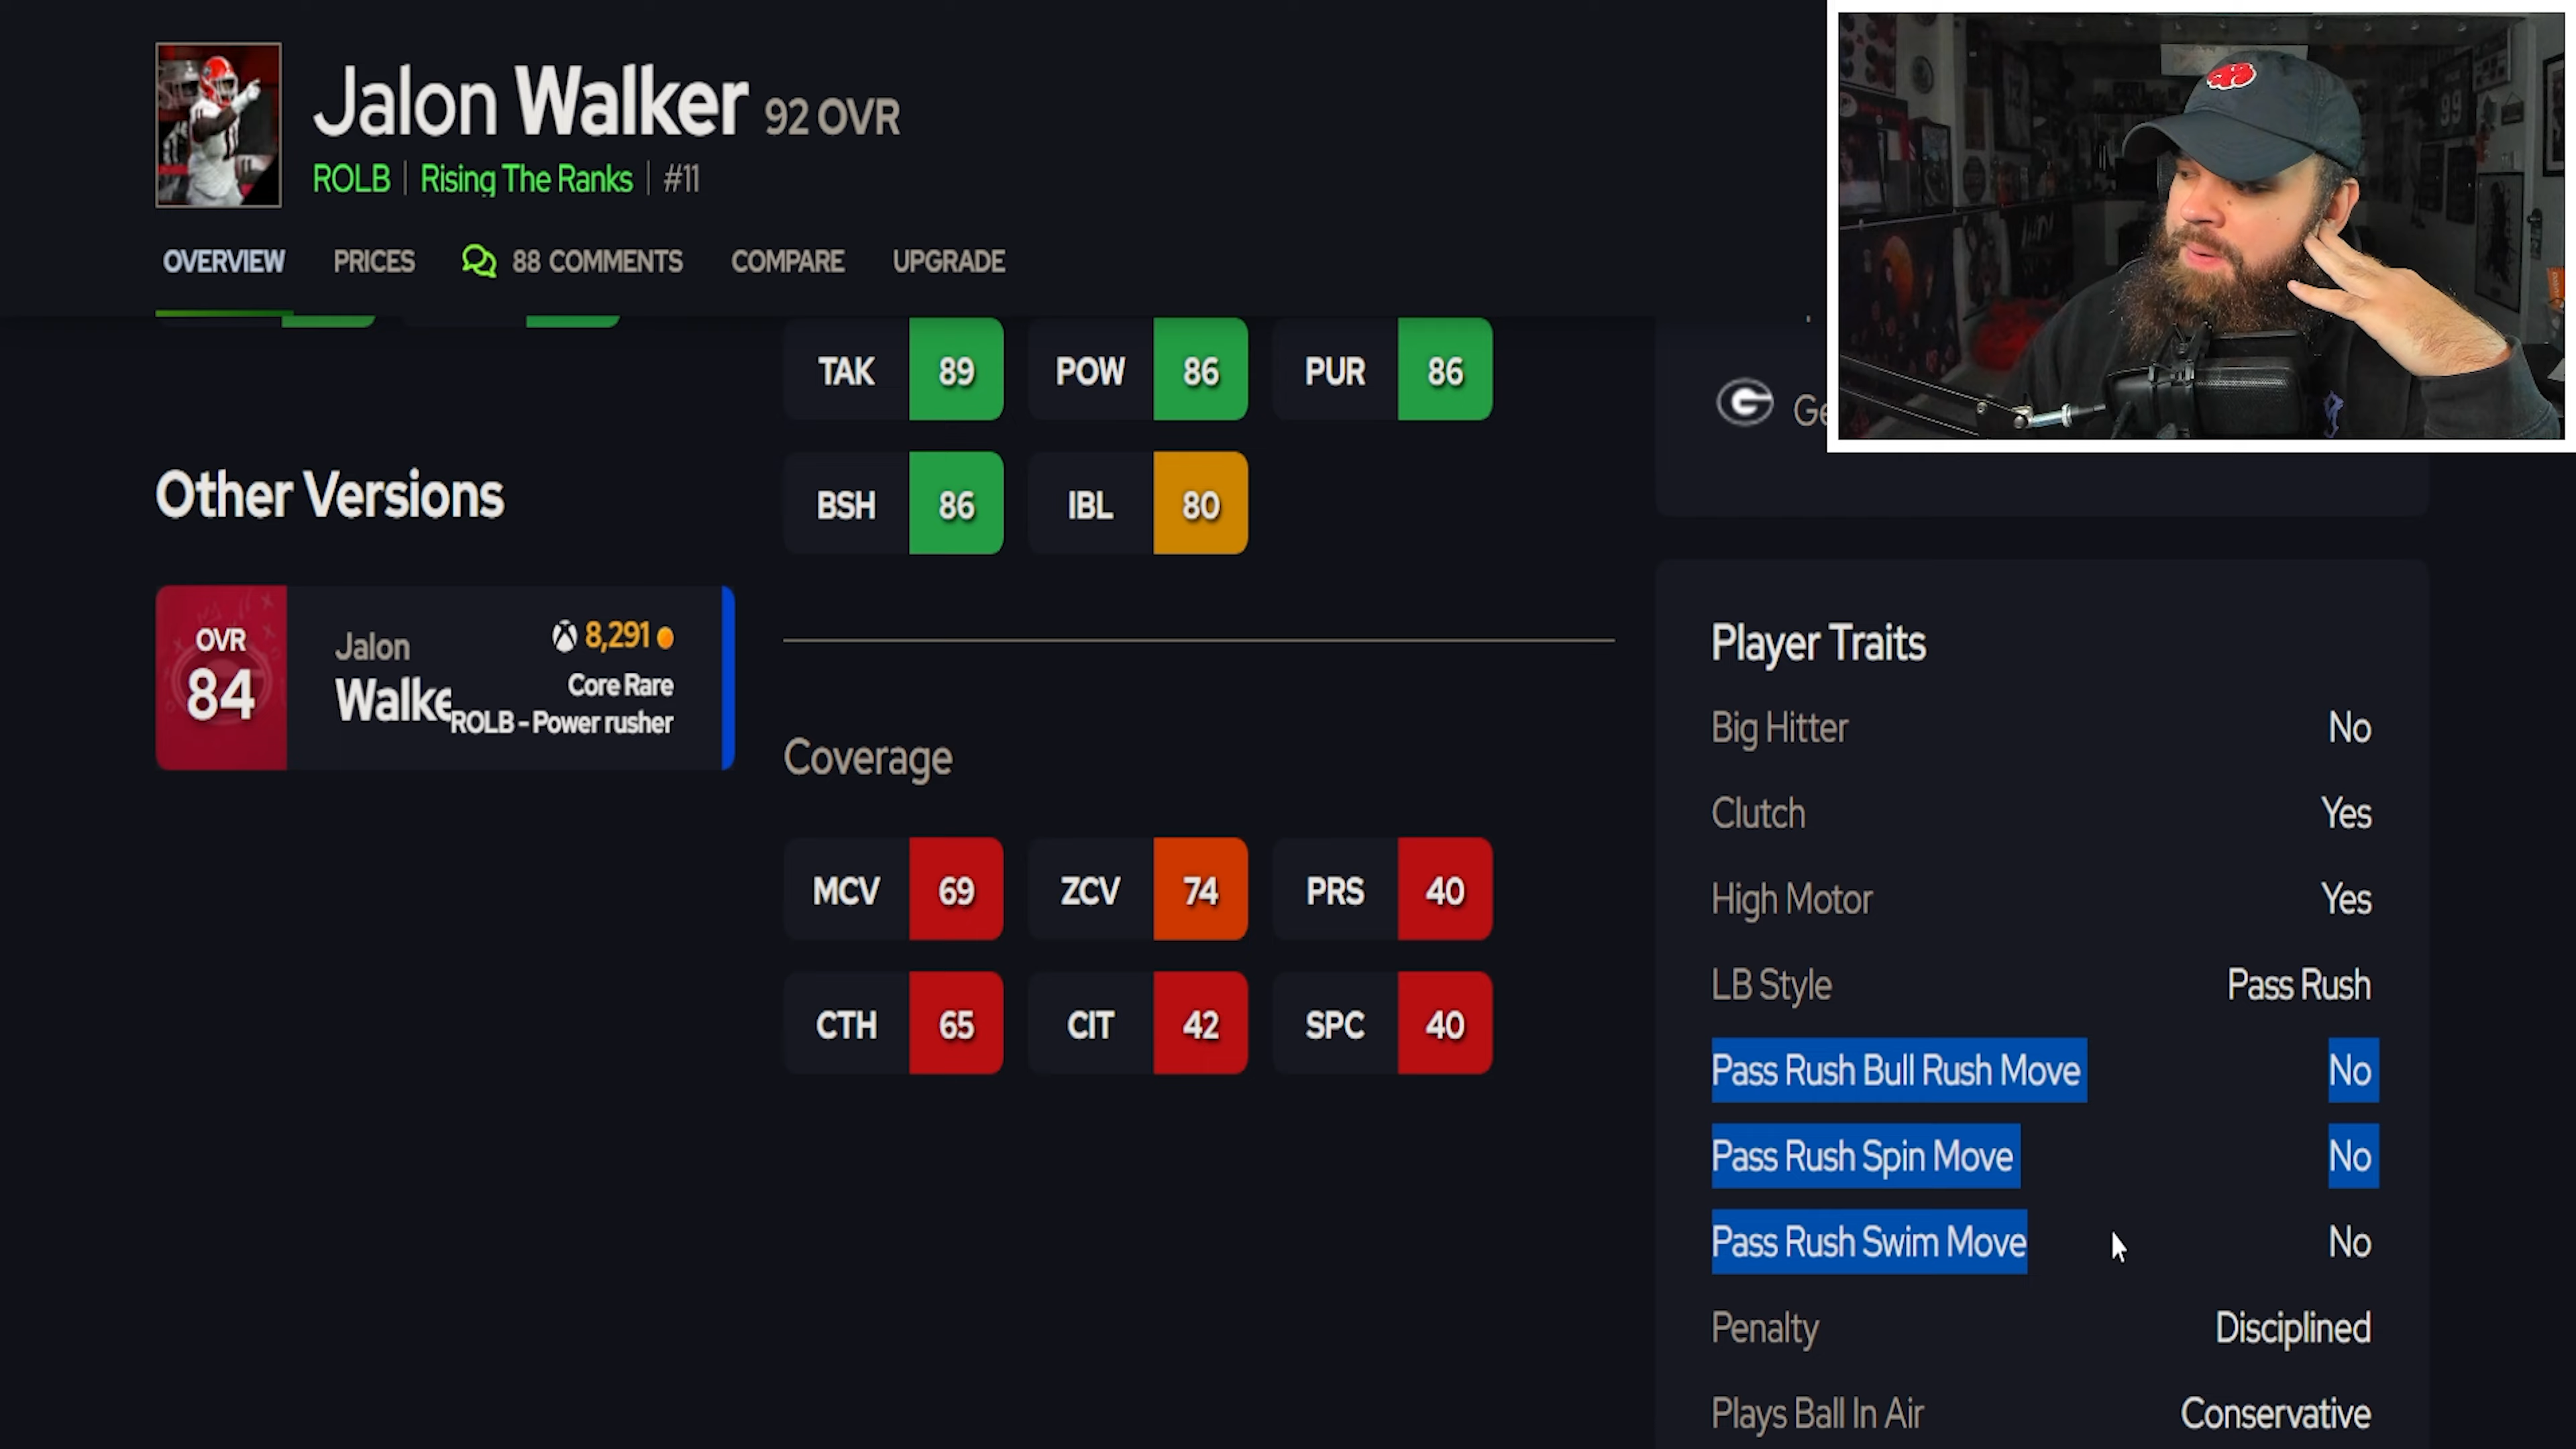 Jalon Walker 92 OVR
ROLB | Rising The Ranks | #11
OVERVIEW PRICES 88 COMMENTS COMPARE UPGRADE
TAK 89 POW 86 PUR 86
BSH 86 IBL 80
Other Versions
OVR
84
Jalon
Walke
8,291
Core Rare
ROLB - Power rusher
Coverage
MCV 69 ZCV 74 PRS 40
CTH 65 CIT 42 SPC 40
G Ge
99
Player Traits
Big Hitter No
Clutch Yes
High Motor Yes
LB Style Pass Rush
Pass Rush Bull Rush Move No
Pass Rush Spin Move No
Pass Rush Swim Move No
Penalty Disciplined
Plays Ball In Air Conservative